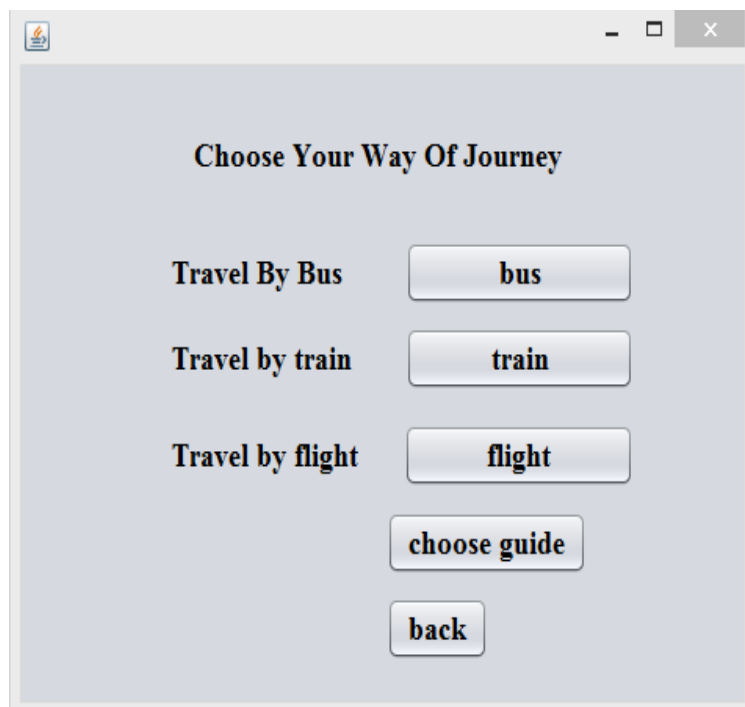 Choose Your Way Of Journey
Travel By Bus bus
Travel by train train
Travel by flight flight
choose guide
back